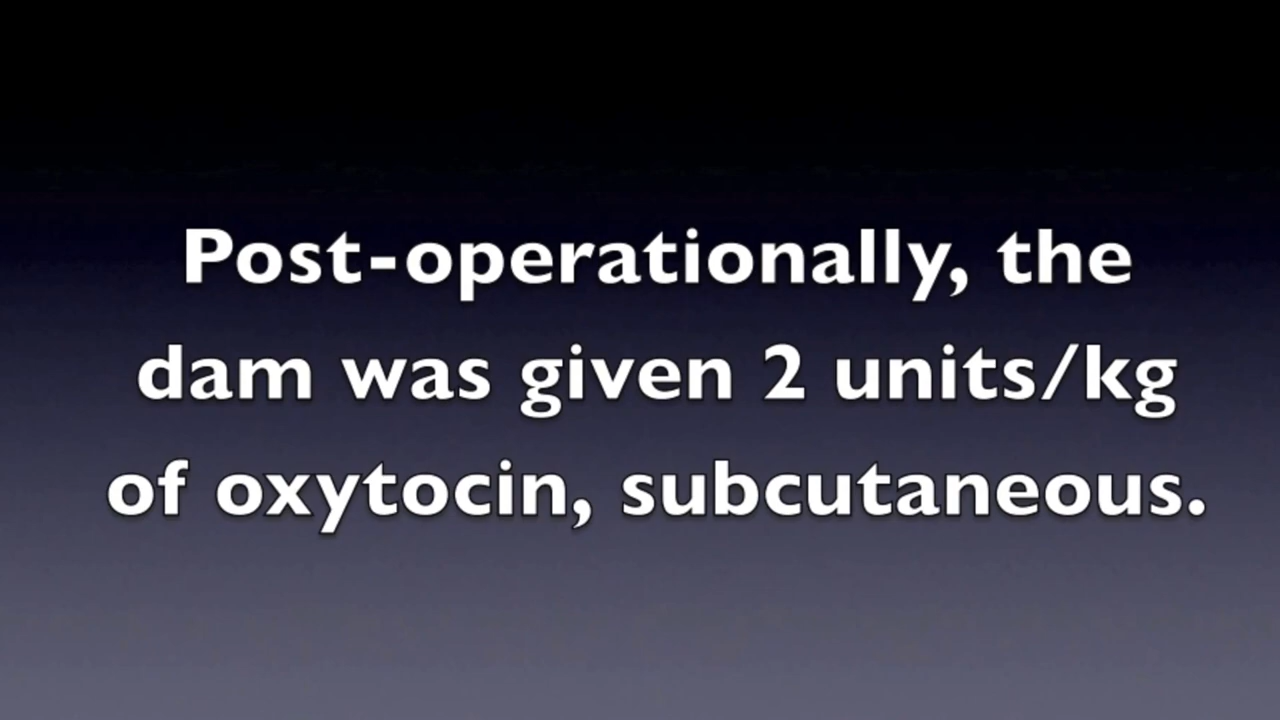 Post-operationally, the
dam was given 2 units/kg
of oxytocin, subcutaneous.